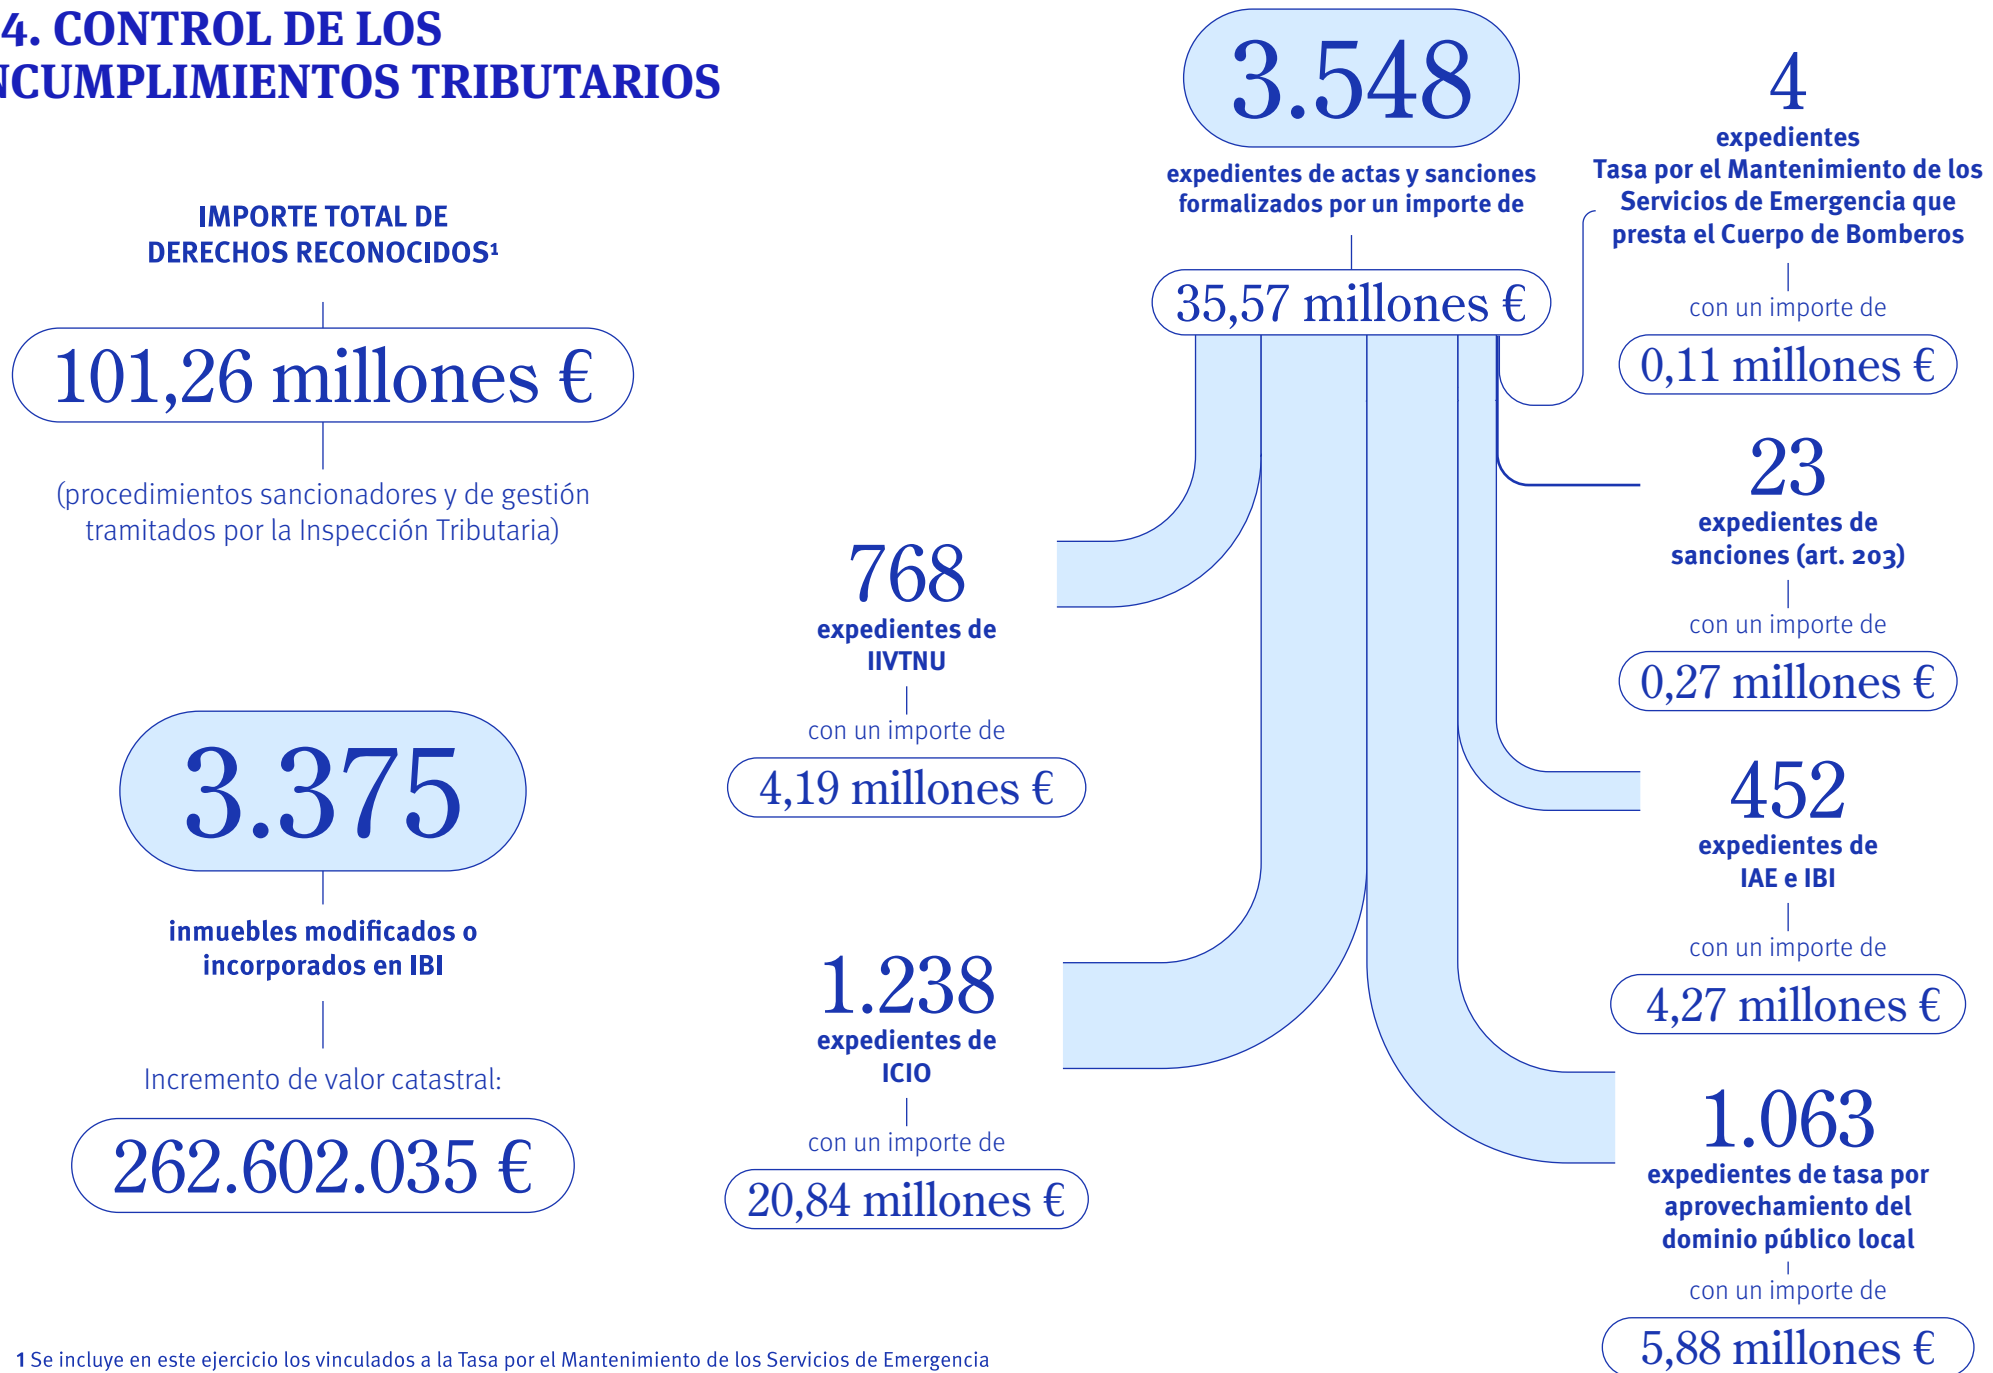 4. CONTROL DE LOS
NCUMPLIMIENTOS TRIBUTARIOS
IMPORTE TOTAL DE
DERECHOS RECONOCIDOS¹
101,26 millones €
(procedimientos sancionadores y de gestión
tramitados por la Inspección Tributaria)
3.375
inmuebles modificados o
incorporados en IBI
Incremento de valor catastral:
262.602.035 €
3.548
expedientes de actas y sanciones
formalizados por un importe de
35,57 millones €
768
expedientes de
IIVTNU
con un importe de
4,19 millones €
1.238
expedientes de
ICIO
con un importe de
20,84 millones €
4
expedientes
Tasa por el Mantenimiento de los
Servicios de Emergencia que
presta el Cuerpo de Bomberos
con un importe de
0,11 millones €
23
expedientes de
sanciones (art. 203)
con un importe de
0,27 millones €
452
expedientes de
IAE e IBI
con un importe de
4,27 millones €
1.063
expedientes de tasa por
aprovechamiento del
dominio público local
con un importe de
5,88 millones €
1 Se incluye en este ejercicio los vinculados a la Tasa por el Mantenimiento de los Servicios de Emergencia